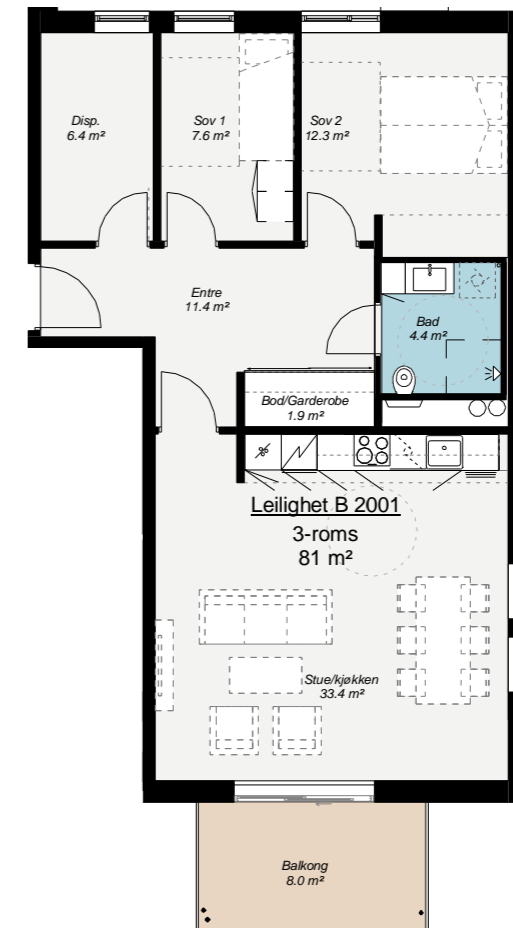 Disp.
6.4 m²
Sov 1
7.6 m²
Sov 2
12.3 m²
Entre
11.4 m²
Bad
4.4 m²
Bod/Garderobe
1.9 m²
Leilighet B 2001
3-roms
81 m²
Stue/kjøkken
33.4 m²
Balkong
8.0 m²